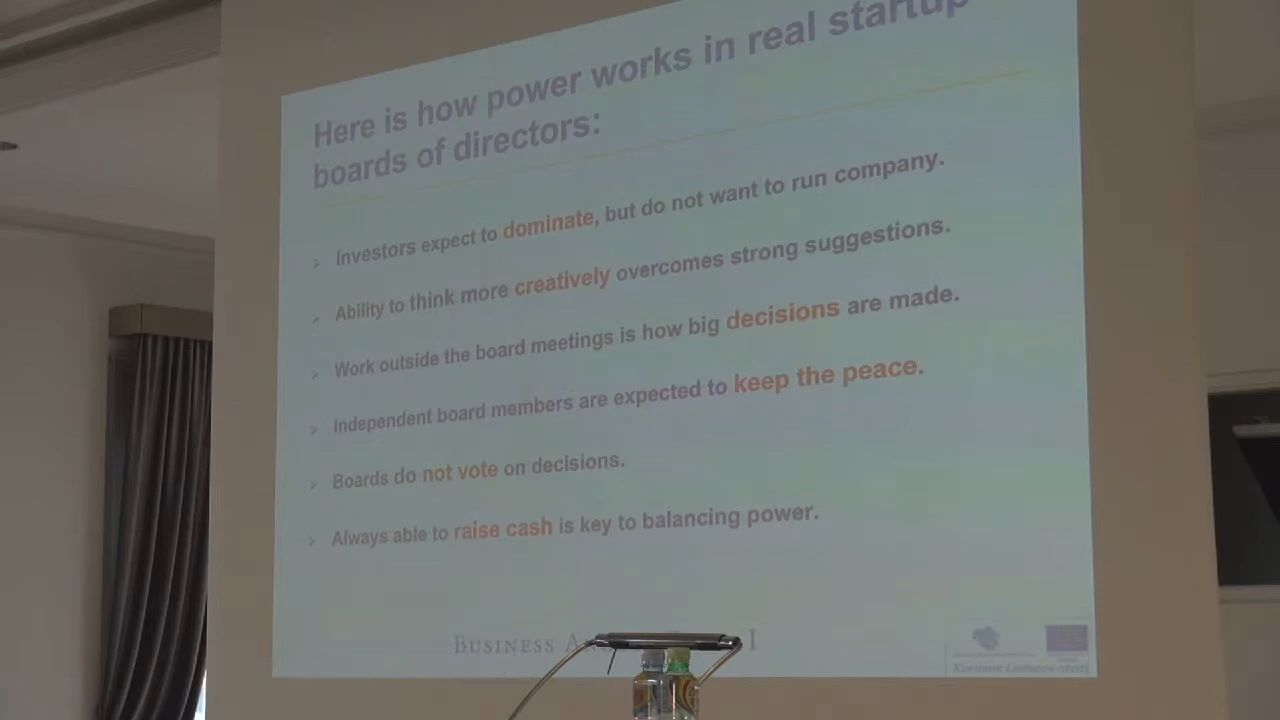 Here is how power works in real startup
boards of directors:
Investors expect to dominate, but do not want to run company.
Ability to think more creatively overcomes strong suggestions.
Work outside the board meetings is how big decisions are made.
Independent board members are expected to keep the peace.
Boards do not vote on decisions.
Always able to raise cash is key to balancing power.
BUSINESS